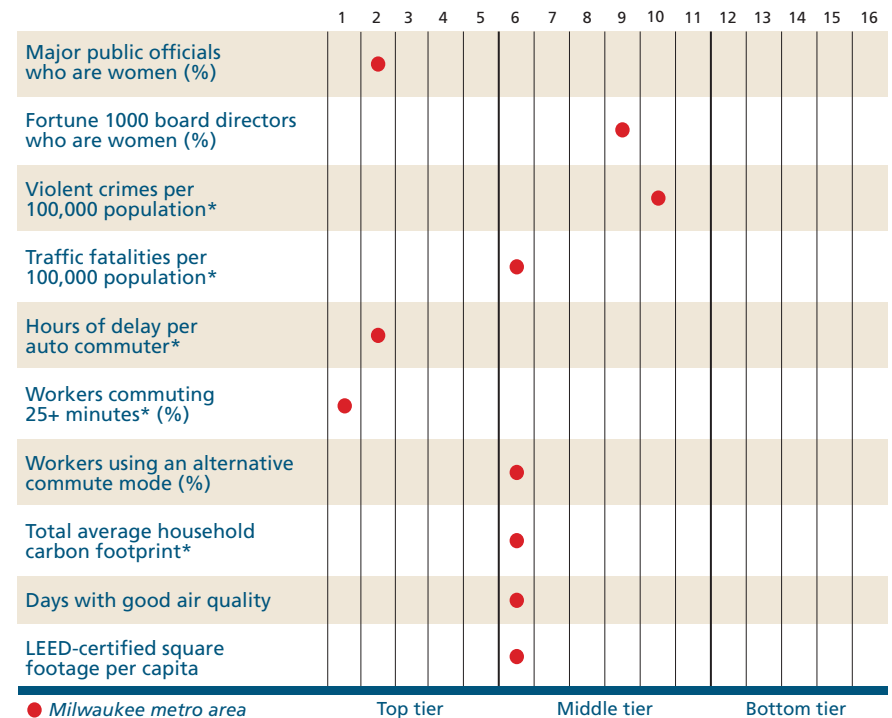 1 2 3 4 5 6 7 8 9 10 11 12 13 14 15 16
Major public officials
who are women (%)
Fortune 1000 board directors
who are women (%)
Violent crimes per
100,000 population*
Traffic fatalities per
100,000 population*
Hours of delay per
auto commuter*
Workers commuting
25+ minutes* (%)
Workers using an alternative
commute mode (%)
Total average household
carbon footprint*
Days with good air quality
LEED-certified square
footage per capita
Milwaukee metro area Top tier Middle tier Bottom tier